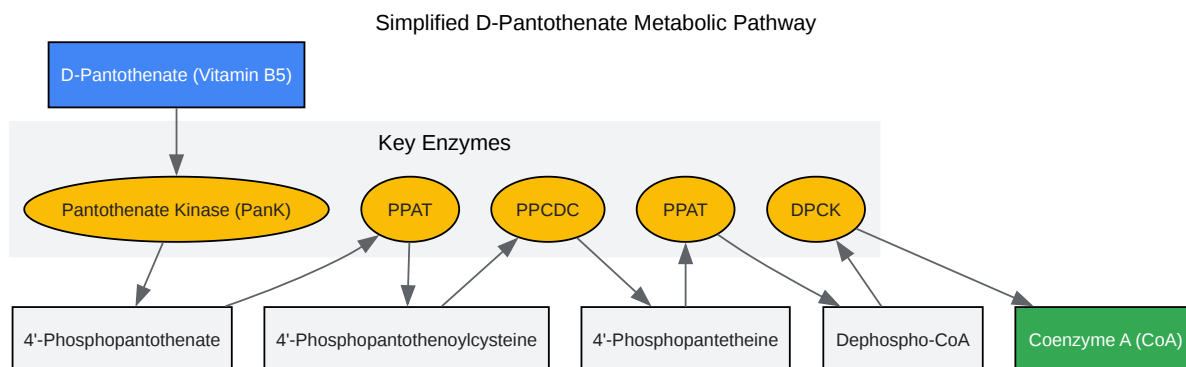 Simplified D-Pantothenate Metabolic Pathway
D-Pantothenate (Vitamin B5)
Key Enzymes
Pantothenate Kinase (PanK)
PPAT
PPCDC
PPAT
DPCK
4'-Phosphopantothenate
4'-Phosphopantothenoylcysteine
4'-Phosphopantetheine
Dephospho-CoA
Coenzyme A (CoA)